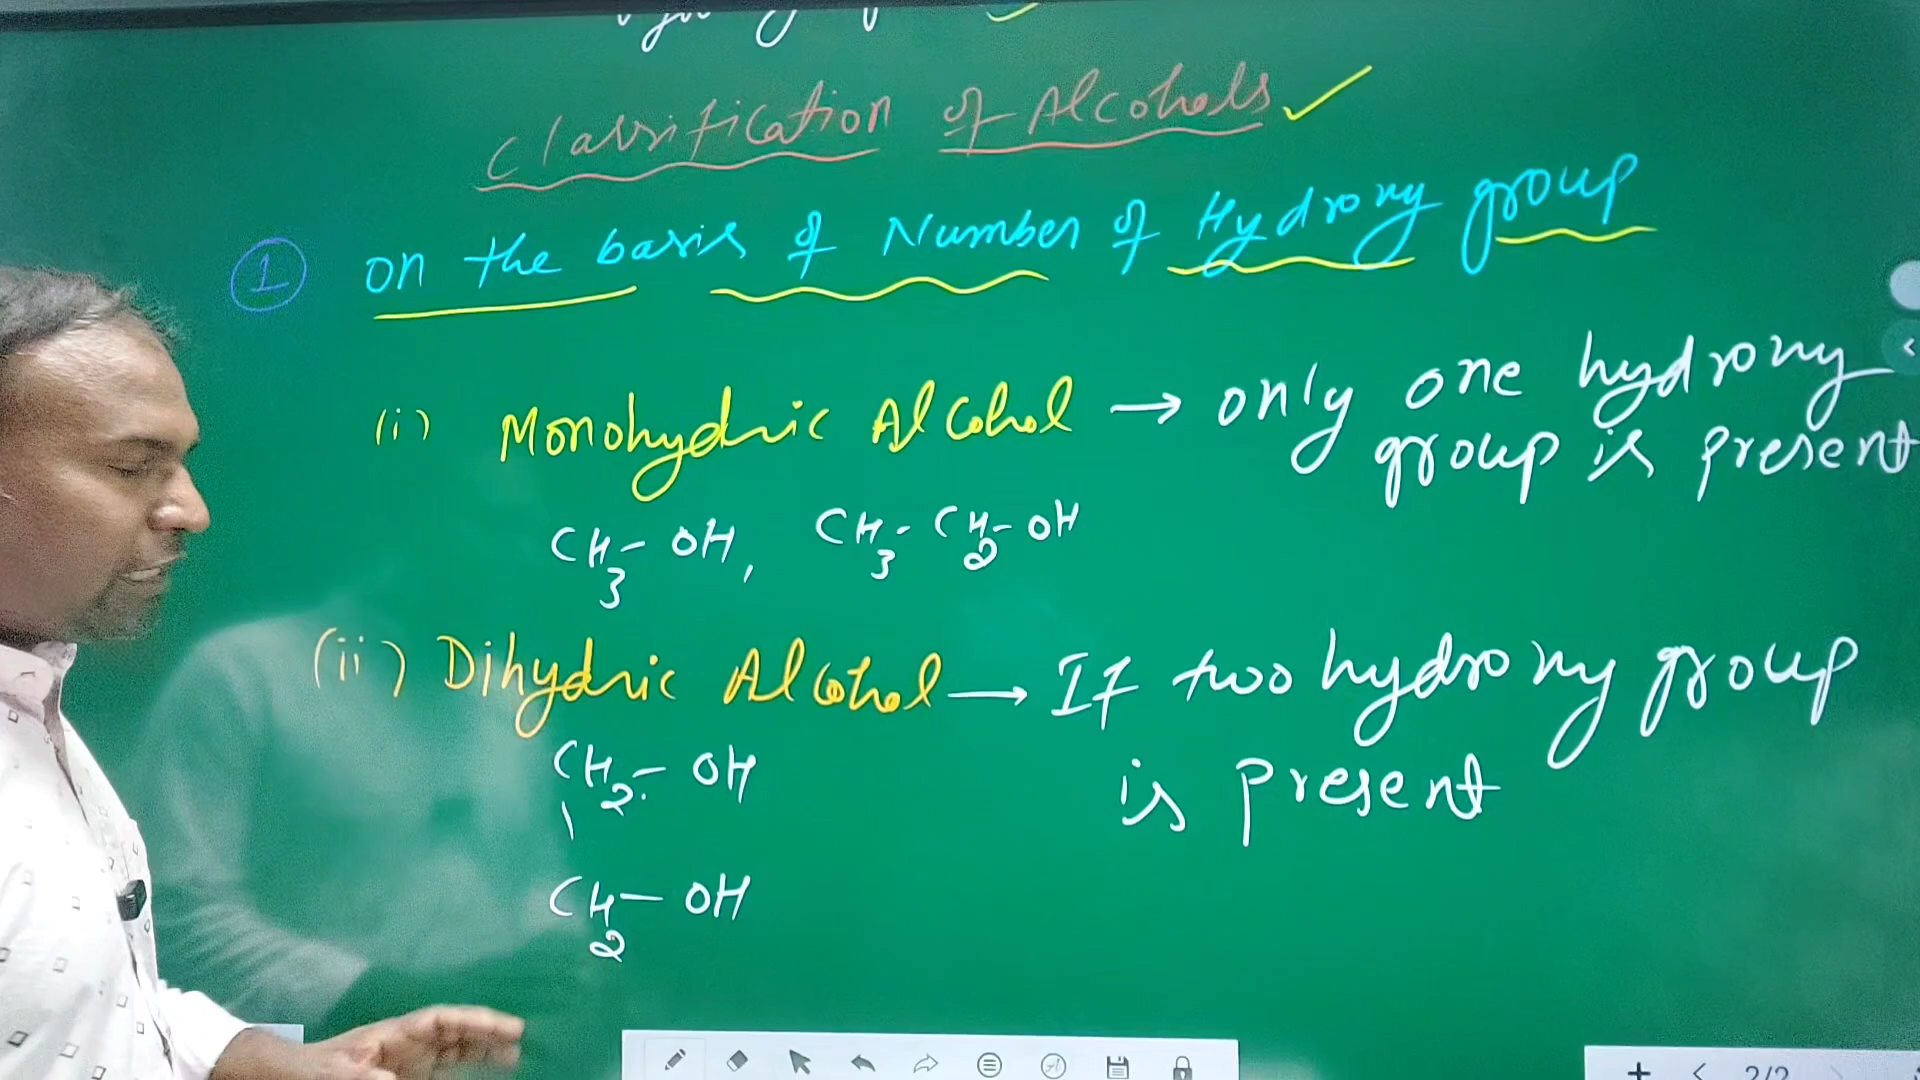 Classification of Alcohols ✓
1 on the basis of Number of Hydroxy group
(i) Monohydric Alcohol → only one hydroxy
group is present
CH3-OH, CH3-CH2-OH
(ii) Dihydric Alcohol → If two hydroxy group
is present
CH2-OH
|
CH2-OH
2/2